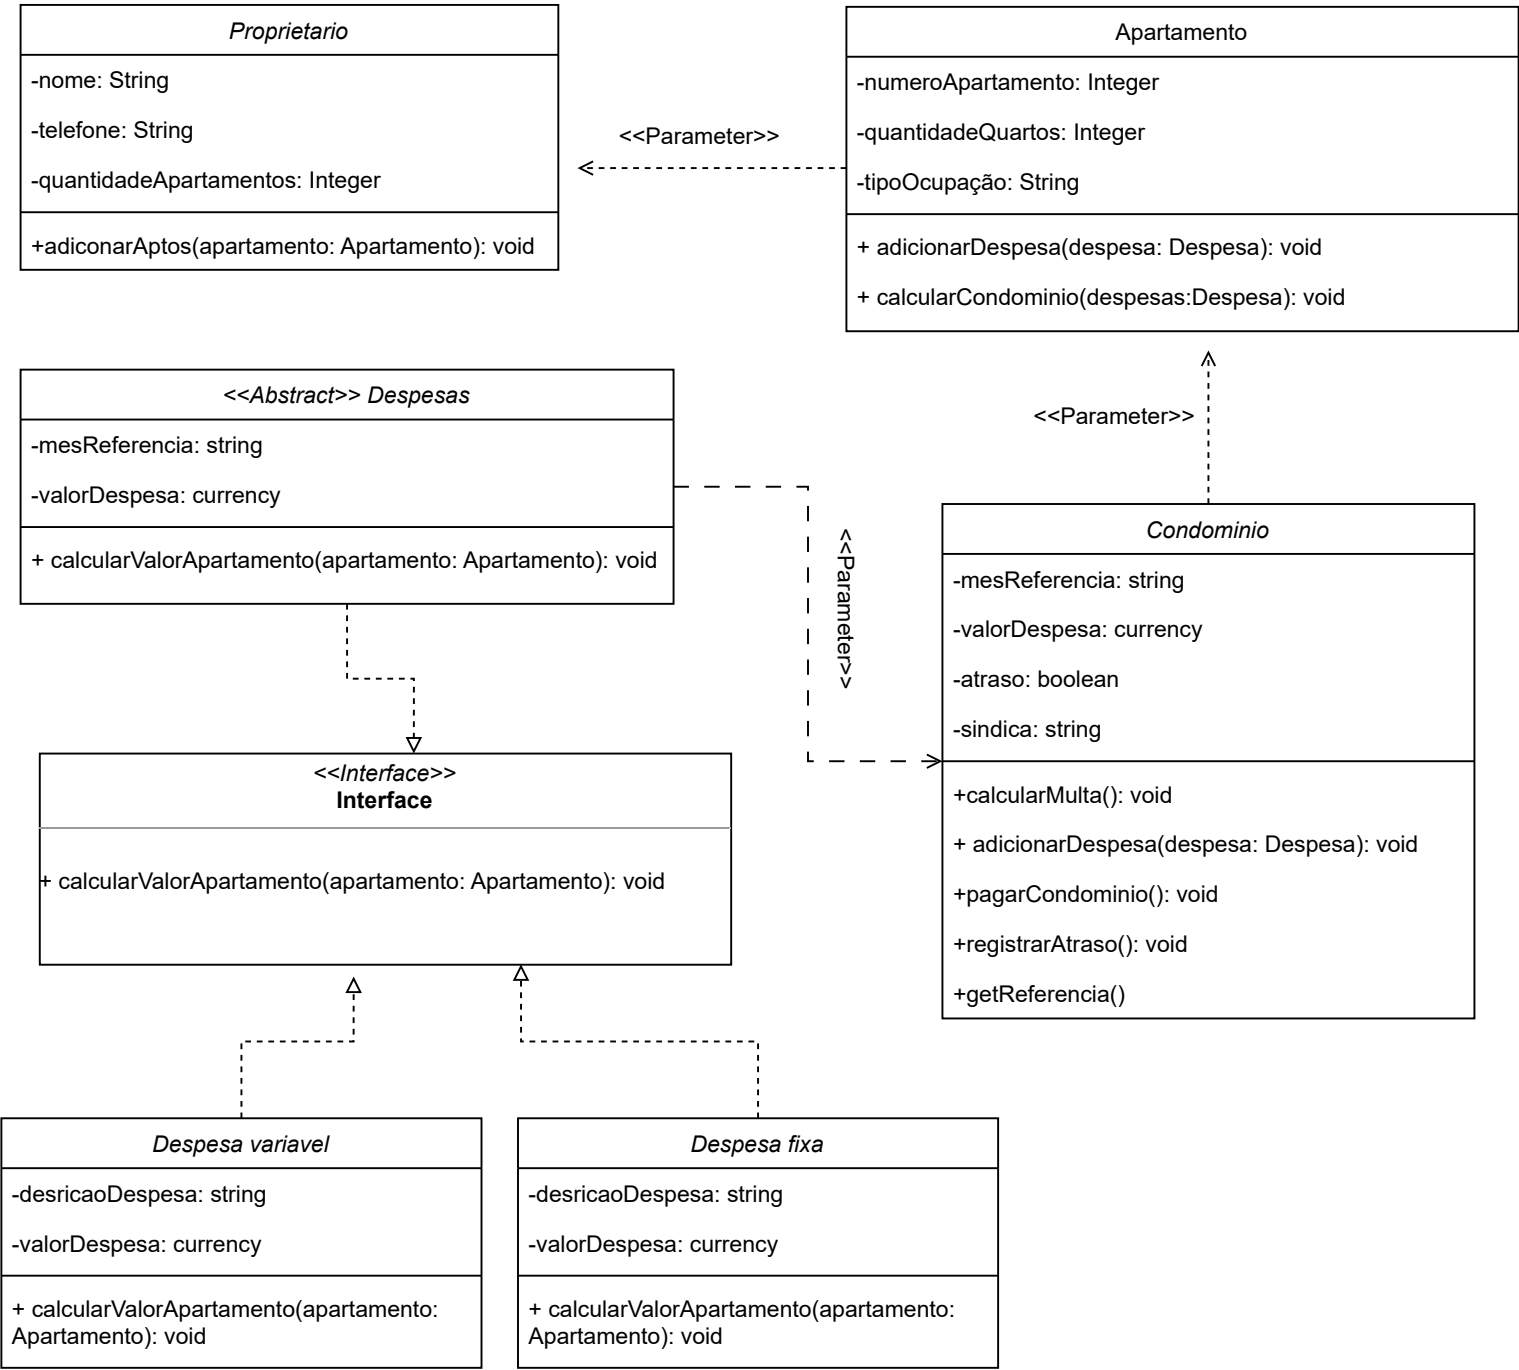 Proprietario
-nome: String
-telefone: String
-quantidadeApartamentos: Integer
+adiconarAptos(apartamento: Apartamento): void
<<Parameter>>
Apartamento
-numeroApartamento: Integer
-quantidadeQuartos: Integer
-tipoOcupação: String
+ adicionarDespesa(despesa: Despesa): void
+ calcularCondominio(despesas:Despesa): void
<<Abstract>> Despesas
-mesReferencia: string
-valorDespesa: currency
+ calcularValorApartamento(apartamento: Apartamento): void
<<Parameter>>
<<Parameter>>
Condominio
-mesReferencia: string
-valorDespesa: currency
-atraso: boolean
-sindica: string
+calcularMulta(): void
+ adicionarDespesa(despesa: Despesa): void
+pagarCondominio(): void
+registrarAtraso(): void
+getReferencia()
<<Interface>>
Interface
+ calcularValorApartamento(apartamento: Apartamento): void
Despesa variavel
-desricaoDespesa: string
-valorDespesa: currency
+ calcularValorApartamento(apartamento:
Apartamento): void
Despesa fixa
-desricaoDespesa: string
-valorDespesa: currency
+ calcularValorApartamento(apartamento:
Apartamento): void